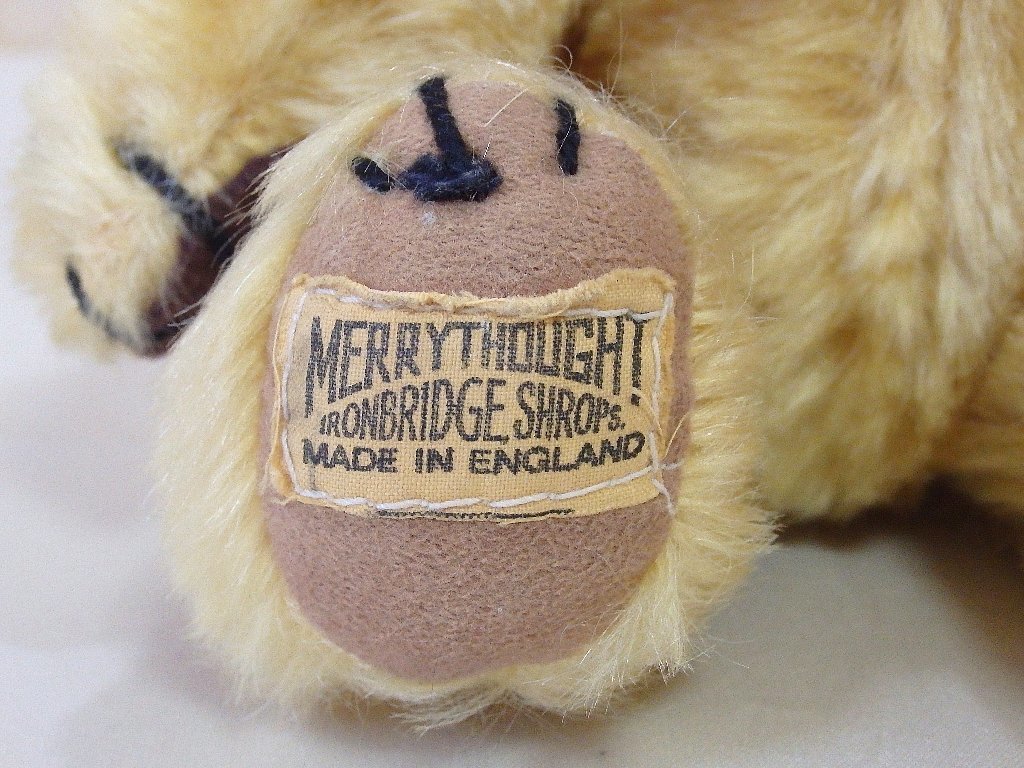 MERRYTHOUGHT
IRONBRIDGE SHROPS.
MADE IN ENGLAND